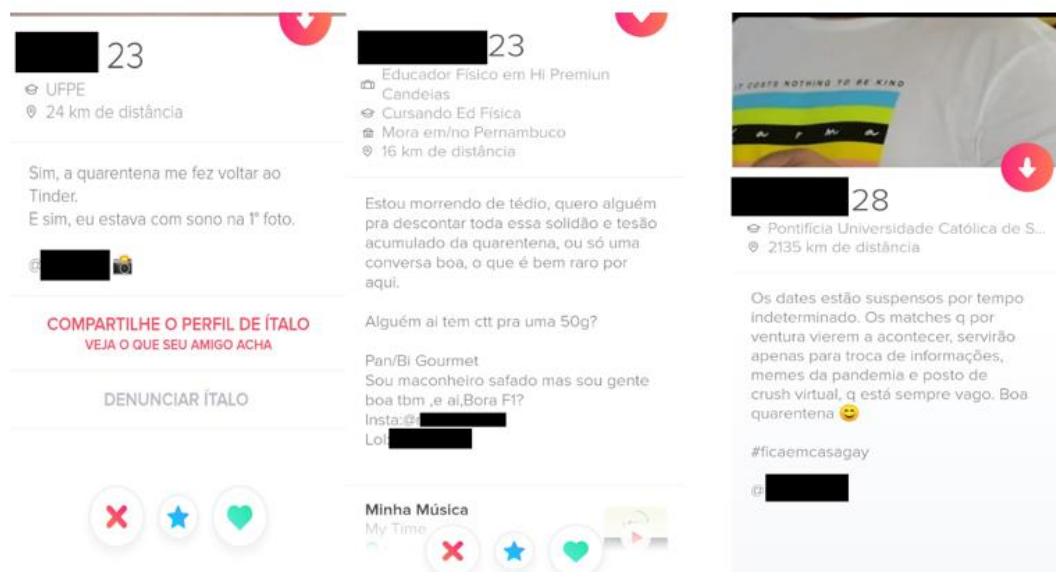 23
UFPE
24 km de distância
Sim, a quarentena me fez voltar ao
Tinder.
E sim, eu estava com sono na 1° foto.
@
COMPARTILHE O PERFIL DE ÍTALO
VEJA O QUE SEU AMIGO ACHA
DENUNCIAR ÍTALO
23
Educador Físico em Hi Premiun
Candeias
Cursando Ed Física
Mora em/no Pernambuco
16 km de distância
Estou morrendo de tédio, quero alguém
pra descontar toda essa solidão e tesão
acumulado da quarentena, ou só uma
conversa boa, o que é bem raro por
aqui.
Alguém ai tem ctt pra uma 50g?
Pan/Bi Gourmet
Sou maconheiro safado mas sou gente
boa tbm ,e ai,Bora F1?
Insta:@
Lol:
Minha Música
My Time
IT COSTS NOTHING TO BE KIND
karma
28
Pontifícia Universidade Católica de S...
2135 km de distância
Os dates estão suspensos por tempo
indeterminado. Os matches q por
ventura vierem a acontecer, servirão
apenas para troca de informações,
memes da pandemia e posto de
crush virtual, q está sempre vago. Boa
quarentena 😊
#ficaemcasagay
@